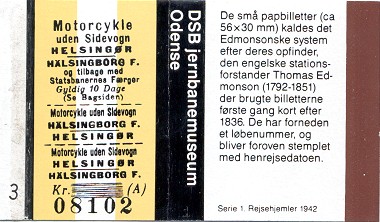 Motorcykle
uden Sidevogn
HELSINGØR
HÄLSINGBORG F.
og tilbage med
Statsbanernes Færger
Gyldig 10 Dage
(Se Bagsiden)
Motorcykle uden Sidevogn
HÄLSINGBORG F.
HELSINGØR
Motorcykle uden Sidevogn
HELSINGØR
HÄLSINGBORG F.
Kr. (A)
08102
3
DSB jernbanemuseum
Odense
De små papbilletter (ca
56×30 mm) kaldes det
Edmonsonske system
efter deres opfinder,
den engelske stations-
forstander Thomas Ed-
monson (1792-1851)
der brugte billetterne
første gang kort efter
1836. De har forneden
et løbenummer, og
bliver foroven stemplet
med henrejsedatoen.
Serie 1. Rejsehjemler 1942